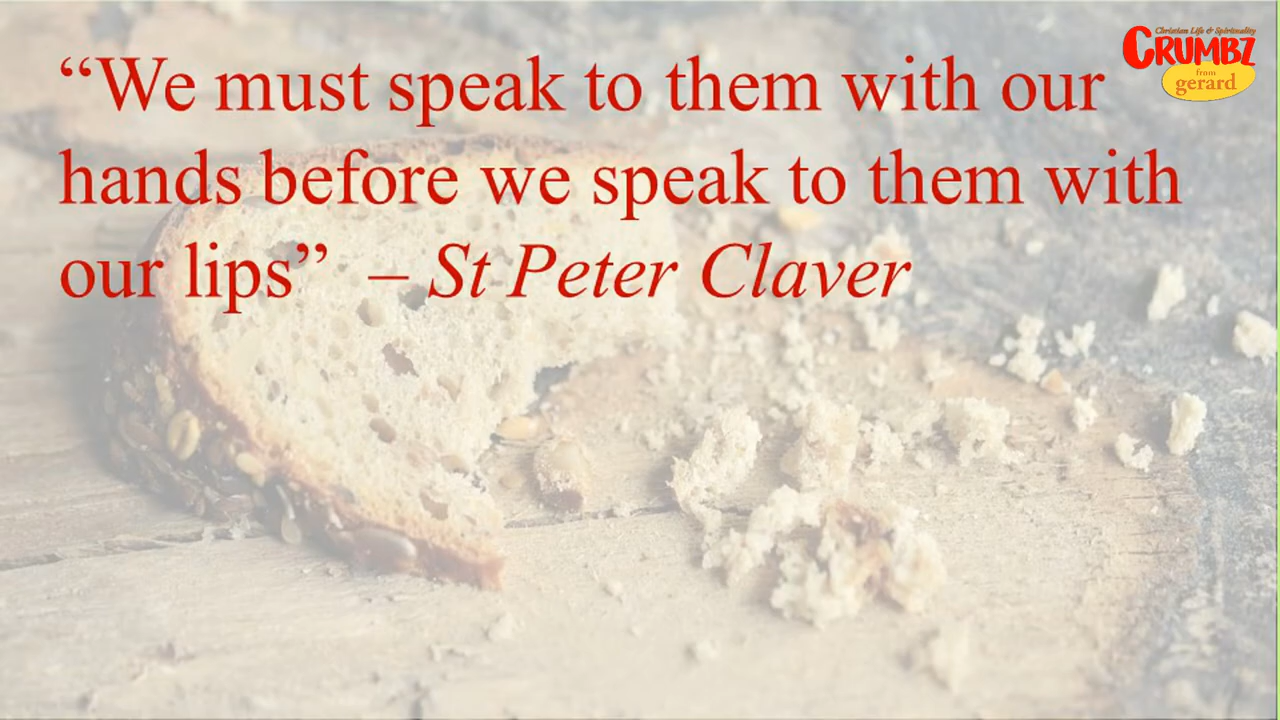 “We must speak to them with our
hands before we speak to them with
our lips” – St Peter Claver
Christian Life & Spirituality
CRUMBZ
from
gerard